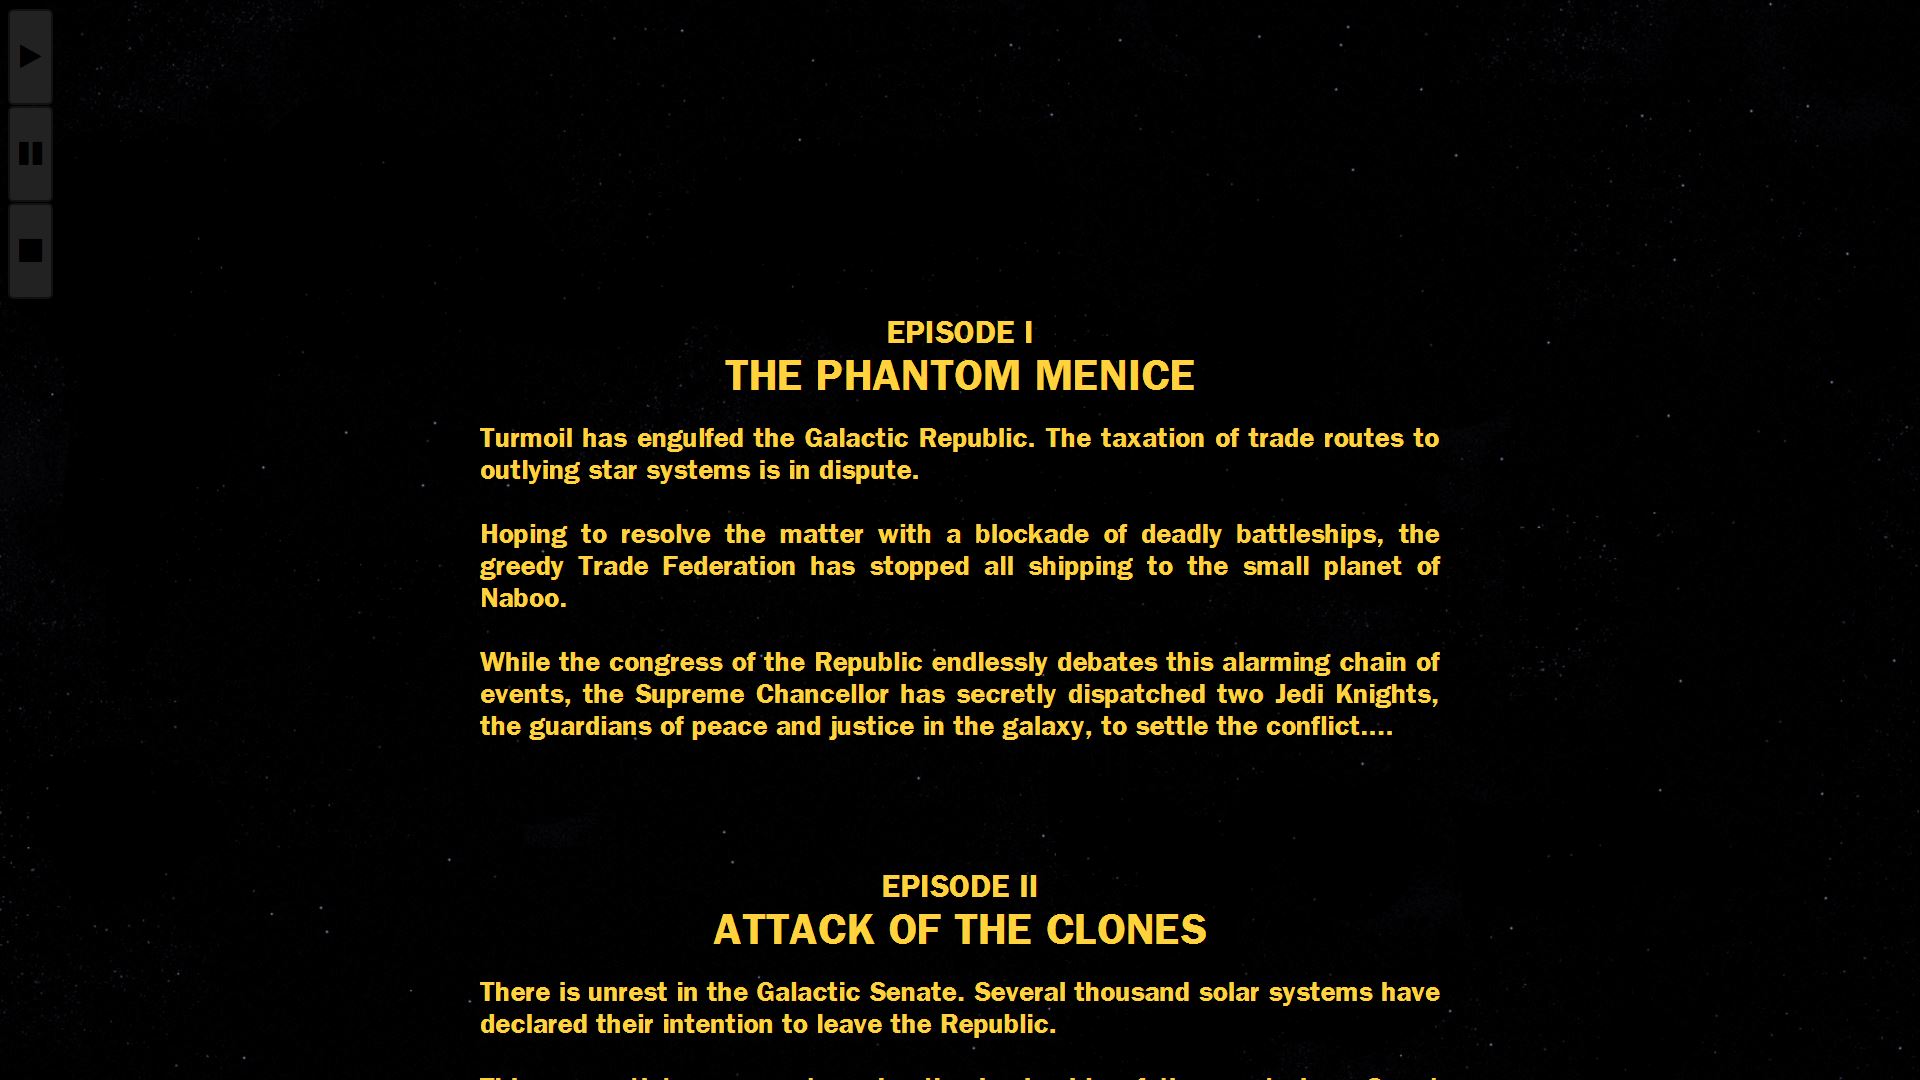 EPISODE I
THE PHANTOM MENICE
Turmoil has engulfed the Galactic Republic. The taxation of trade routes to
outlying star systems is in dispute.
Hoping to resolve the matter with a blockade of deadly battleships, the
greedy Trade Federation has stopped all shipping to the small planet of
Naboo.
While the congress of the Republic endlessly debates this alarming chain of
events, the Supreme Chancellor has secretly dispatched two Jedi Knights,
the guardians of peace and justice in the galaxy, to settle the conflict....
EPISODE II
ATTACK OF THE CLONES
There is unrest in the Galactic Senate. Several thousand solar systems have
declared their intention to leave the Republic.